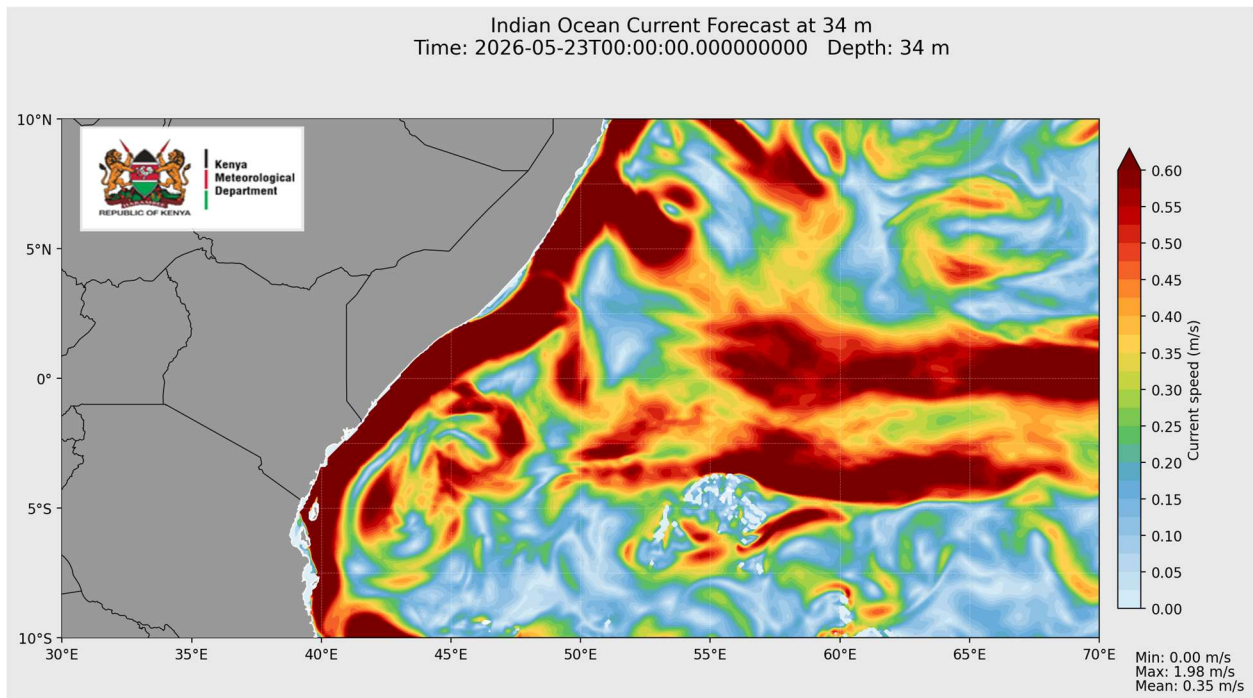 Indian Ocean Current Forecast at 34 m
Time: 2026-05-23T00:00:00.000000000   Depth: 34 m
10°N
5°N
0°
5°S
10°S
30°E
35°E
40°E
45°E
50°E
55°E
60°E
65°E
70°E
Kenya
Meteorological
Department
REPUBLIC OF KENYA
0.60
0.55
0.50
0.45
0.40
0.35
0.30
0.25
0.20
0.15
0.10
0.05
0.00
Current speed (m/s)
Min: 0.00 m/s
Max: 1.98 m/s
Mean: 0.35 m/s